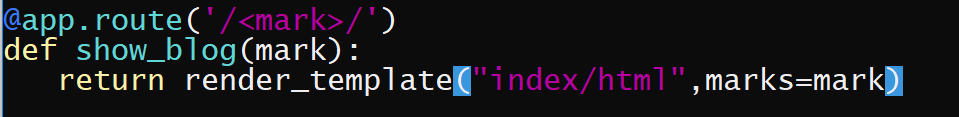 @app.route('/<mark>/')
def show_blog(mark):
   return render_template("index/html",marks=mark)